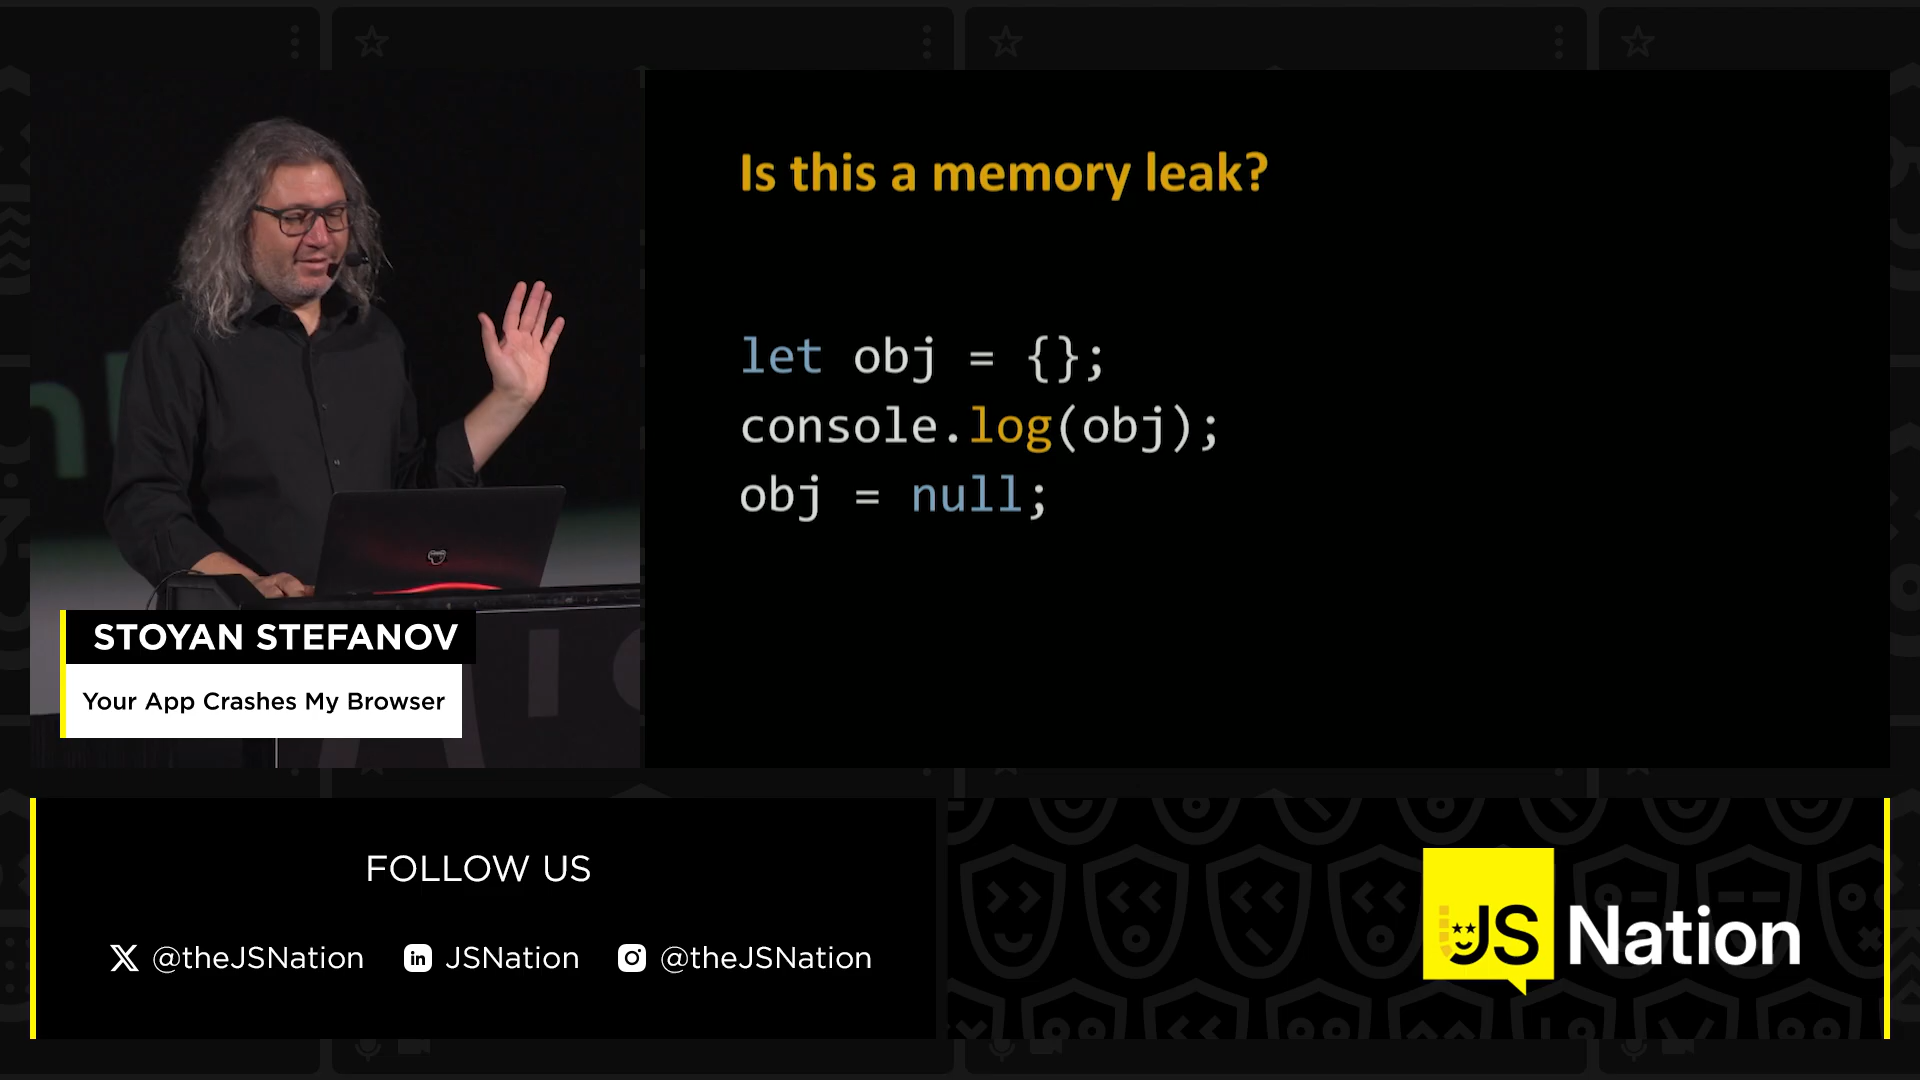 Is this a memory leak?
let obj = {};
console.log(obj);
obj = null;
STOYAN STEFANOV
Your App Crashes My Browser
FOLLOW US
@theJSNation
in JSNation
@theJSNation
JS Nation